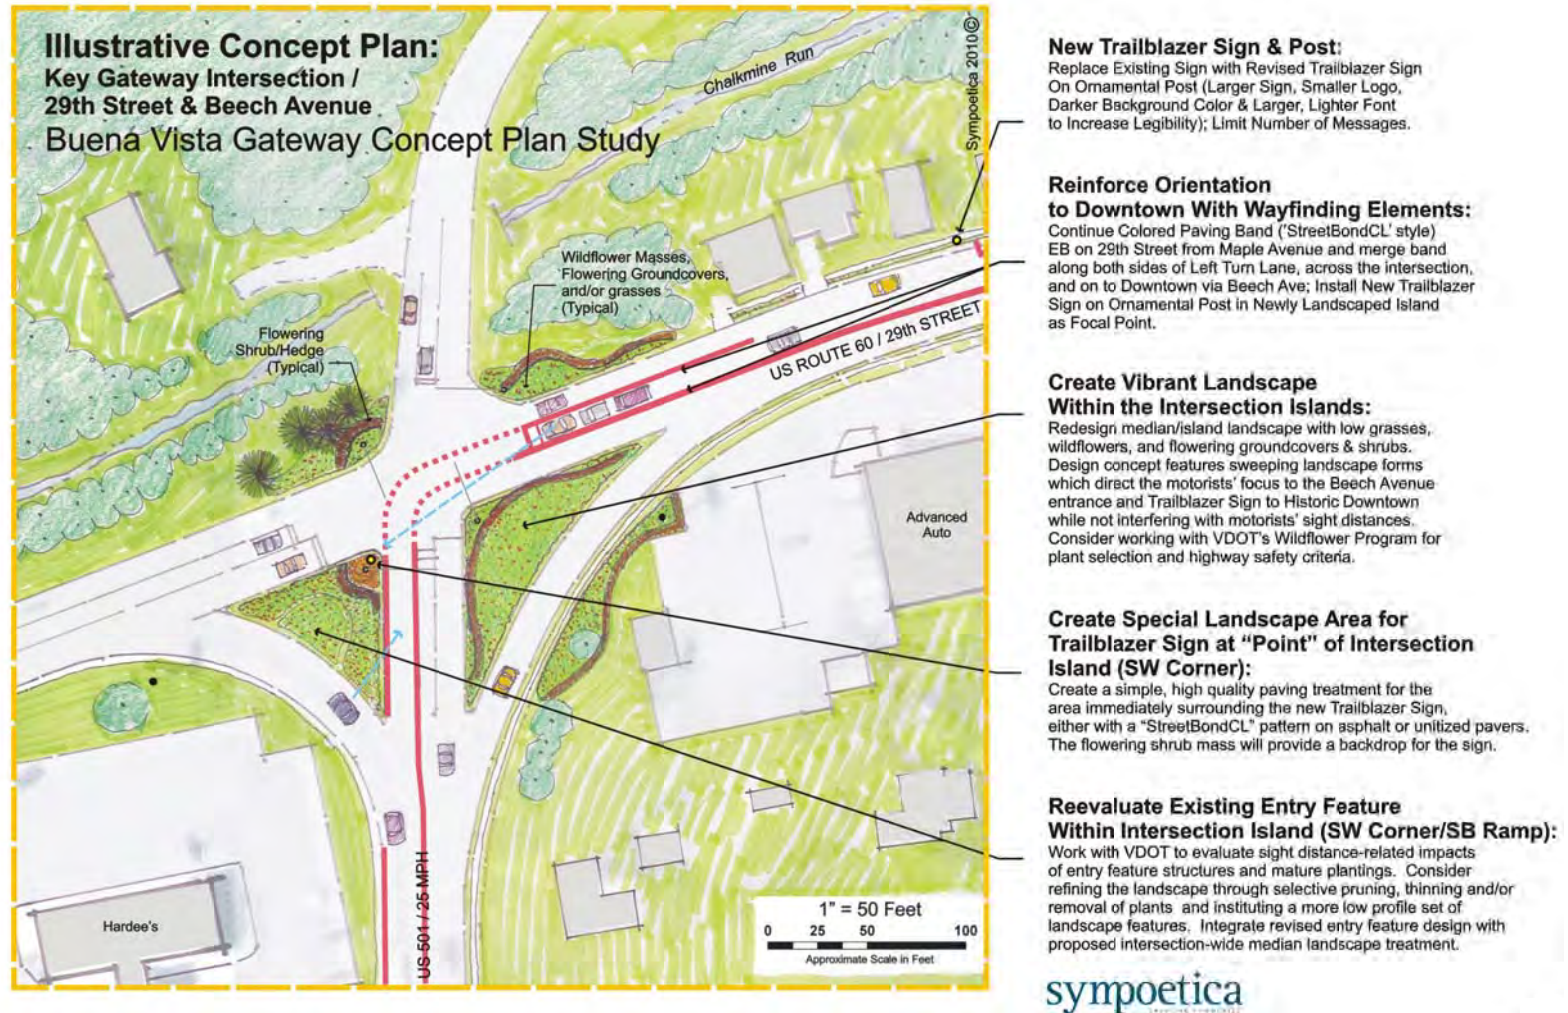 Illustrative Concept Plan:
Key Gateway Intersection /
29th Street & Beech Avenue
Buena Vista Gateway Concept Plan Study
Sympoetica 2010©
Chalkmine Run
Wildflower Masses,
Flowering Groundcovers,
and/or grasses
(Typical)
Flowering
Shrub/Hedge
(Typical)
US ROUTE 60 / 29th STREET
Advanced
Auto
US 501 / 25 MPH
Hardee's
1" = 50 Feet
0 25 50 100
Approximate Scale in Feet
New Trailblazer Sign & Post:
Replace Existing Sign with Revised Trailblazer Sign
On Ornamental Post (Larger Sign, Smaller Logo,
Darker Background Color & Larger, Lighter Font
to Increase Legibility); Limit Number of Messages.
Reinforce Orientation
to Downtown With Wayfinding Elements:
Continue Colored Paving Band ('StreetBondCL' style)
EB on 29th Street from Maple Avenue and merge band
along both sides of Left Turn Lane, across the intersection,
and on to Downtown via Beech Ave; Install New Trailblazer
Sign on Ornamental Post in Newly Landscaped Island
as Focal Point.
Create Vibrant Landscape
Within the Intersection Islands:
Redesign median/island landscape with low grasses,
wildflowers, and flowering groundcovers & shrubs.
Design concept features sweeping landscape forms
which direct the motorists' focus to the Beech Avenue
entrance and Trailblazer Sign to Historic Downtown
while not interfering with motorists' sight distances.
Consider working with VDOT's Wildflower Program for
plant selection and highway safety criteria.
Create Special Landscape Area for
Trailblazer Sign at “Point” of Intersection
Island (SW Corner):
Create a simple, high quality paving treatment for the
area immediately surrounding the new Trailblazer Sign,
either with a “StreetBondCL” pattern on asphalt or unitized pavers.
The flowering shrub mass will provide a backdrop for the sign.
Reevaluate Existing Entry Feature
Within Intersection Island (SW Corner/SB Ramp):
Work with VDOT to evaluate sight distance-related impacts
of entry feature structures and mature plantings. Consider
refining the landscape through selective pruning, thinning and/or
removal of plants and instituting a more low profile set of
landscape features. Integrate revised entry feature design with
proposed intersection-wide median landscape treatment.
sympoetica